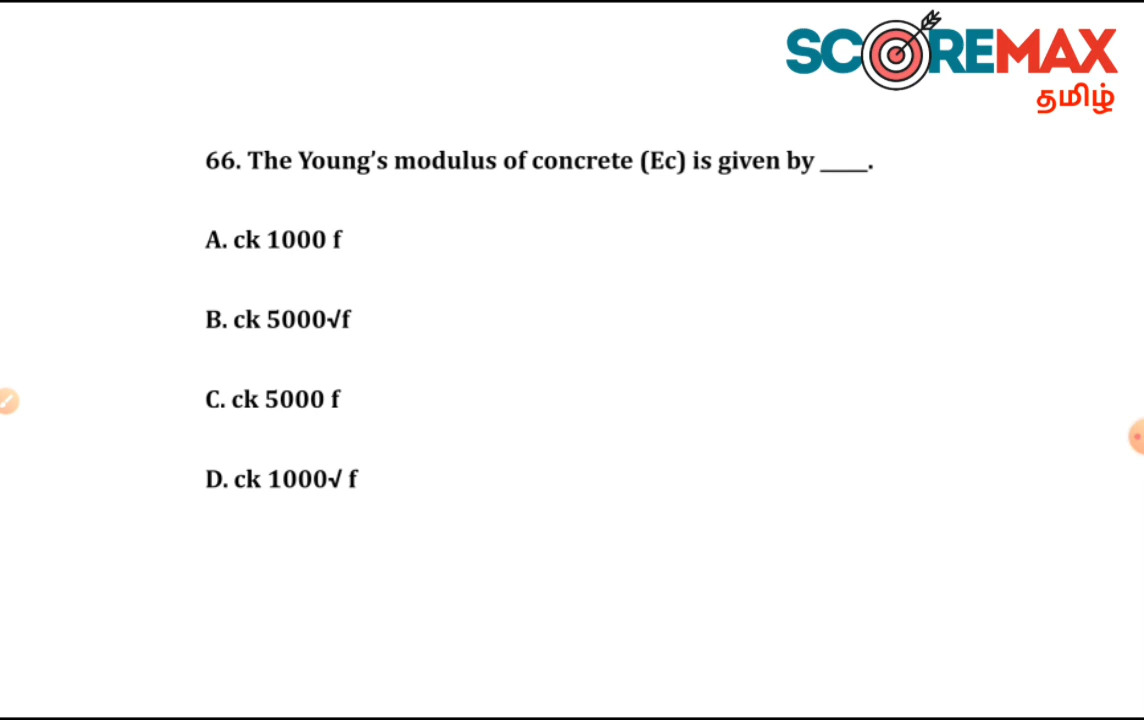 SCOREMAX
தமிழ்
66. The Young's modulus of concrete (Ec) is given by ____.
A. ck 1000 f
B. ck 5000√f
C. ck 5000 f
D. ck 1000√ f